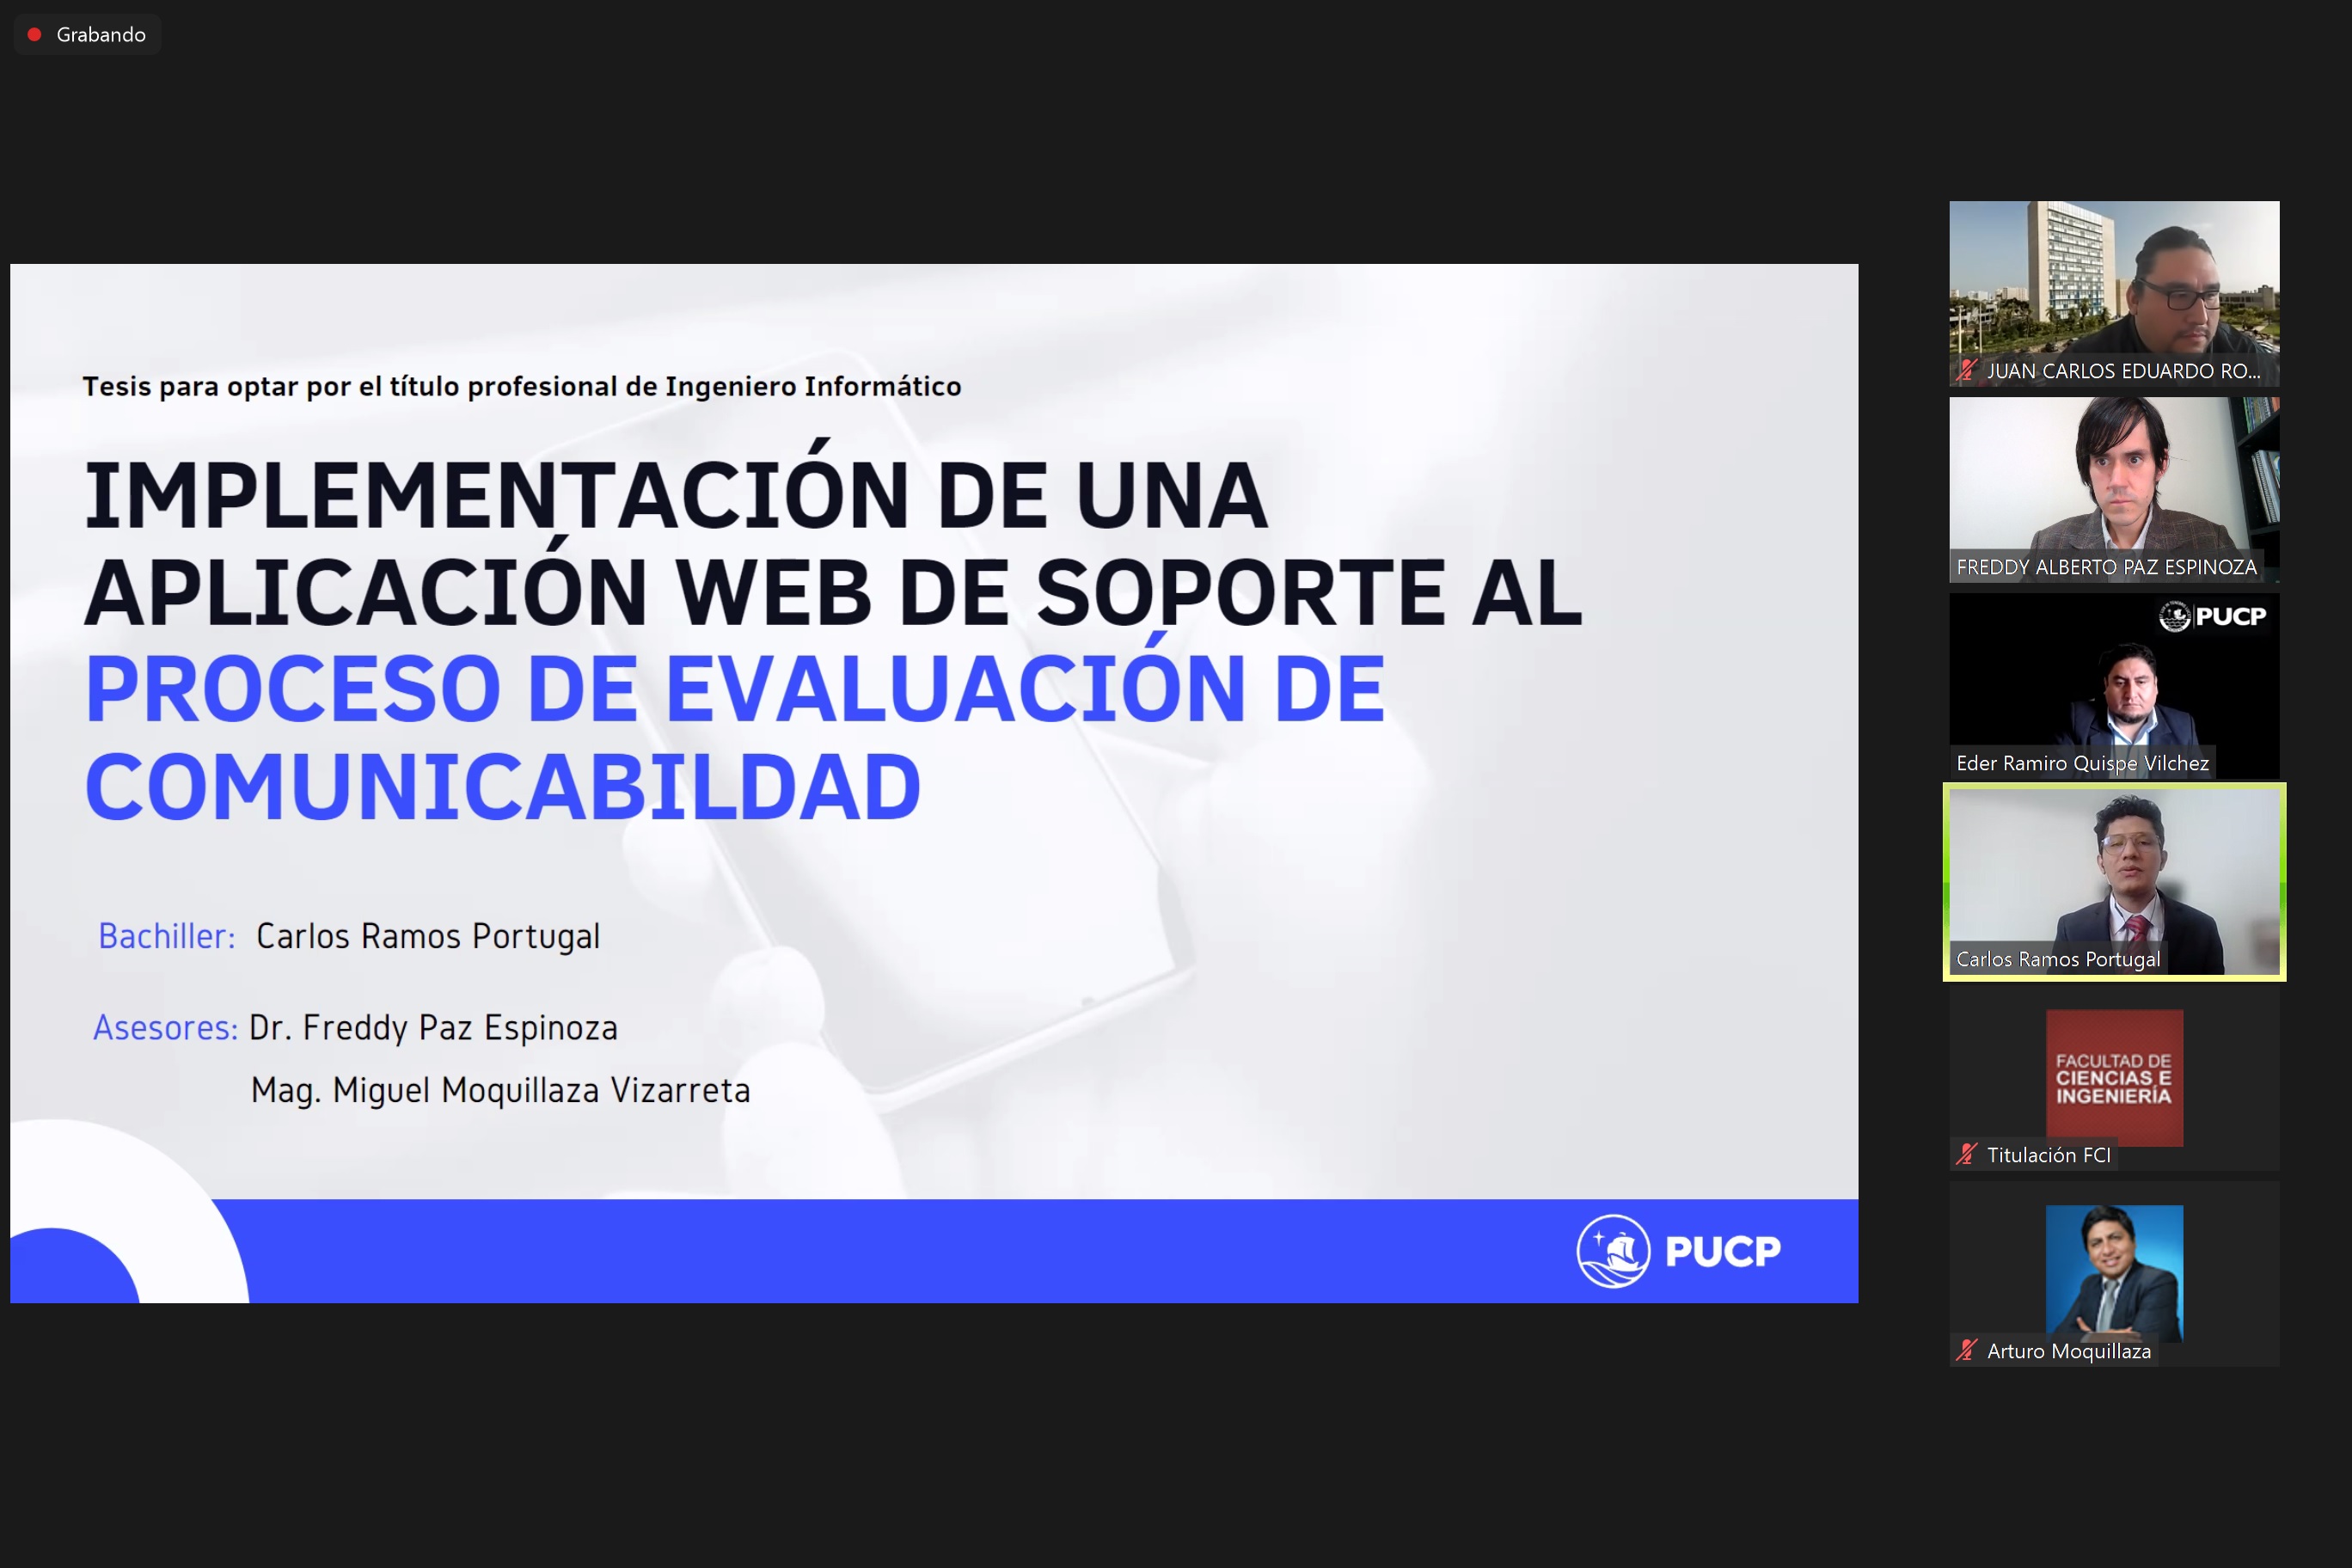 Grabando
Tesis para optar por el título profesional de Ingeniero Informático
IMPLEMENTACIÓN DE UNA
APLICACIÓN WEB DE SOPORTE AL
PROCESO DE EVALUACIÓN DE
COMUNICABILDAD
Bachiller: Carlos Ramos Portugal
Asesores: Dr. Freddy Paz Espinoza
Mag. Miguel Moquillaza Vizarreta
PUCP
JUAN CARLOS EDUARDO RO...
FREDDY ALBERTO PAZ ESPINOZA
PUCP
Eder Ramiro Quispe Vilchez
Carlos Ramos Portugal
FACULTAD DE
CIENCIAS E
INGENIERÍA
Titulación FCI
Arturo Moquillaza